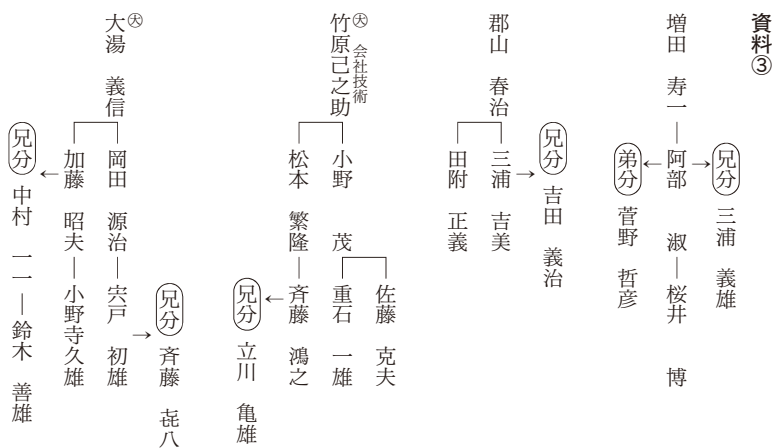 資料③
増田 寿一
阿部 淑
桜井 博
兄分 三浦 義雄
弟分 菅野 哲彦
郡山 春治
三浦 吉美
兄分 吉田 義治
田附 正義
㊛
会社技術
竹原己之助
小野 茂
佐藤 克夫
重石 一雄
松本 繁隆
斉藤 鴻之
兄分 立川 亀雄
大湯 義信
岡田 源治
宍戸 初雄
兄分 斉藤 㐂八
加藤 昭夫
小野寺久雄
兄分 中村 一一
鈴木 善雄